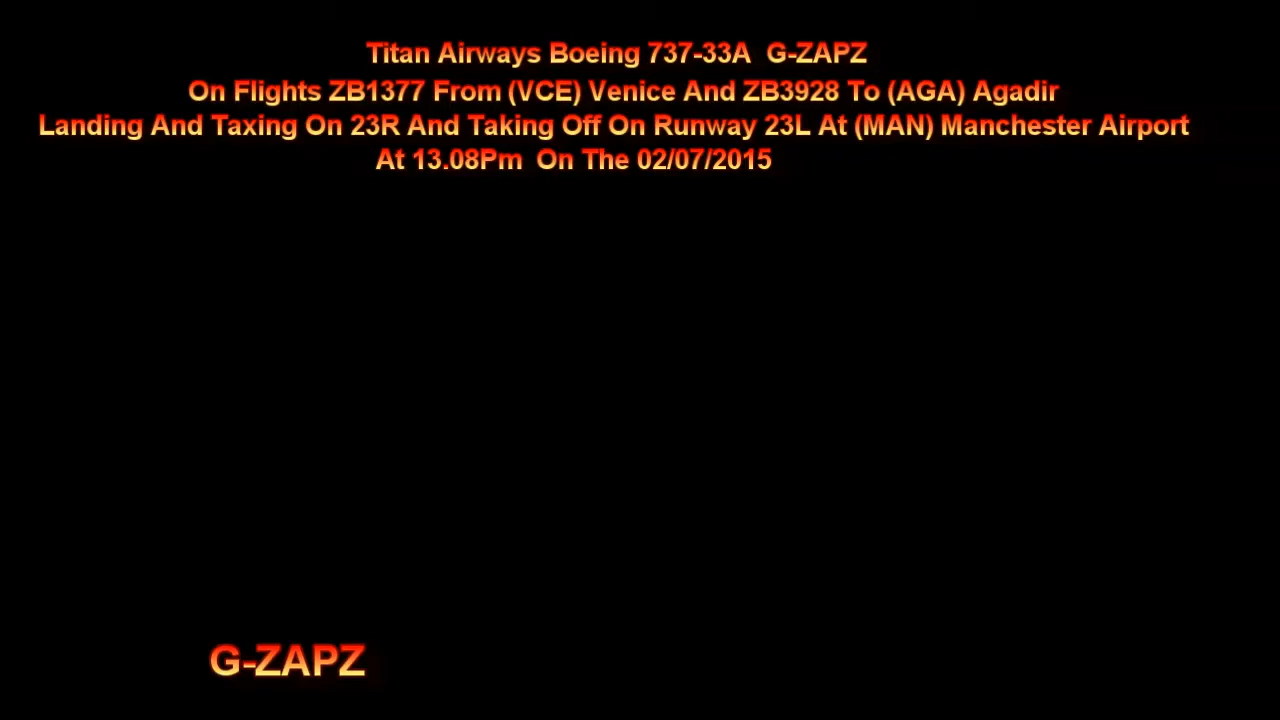 Titan Airways Boeing 737-33A G-ZAPZ
On Flights ZB1377 From (VCE) Venice And ZB3928 To (AGA) Agadir
Landing And Taxing On 23R And Taking Off On Runway 23L At (MAN) Manchester Airport
At 13.08Pm On The 02/07/2015
G-ZAPZ